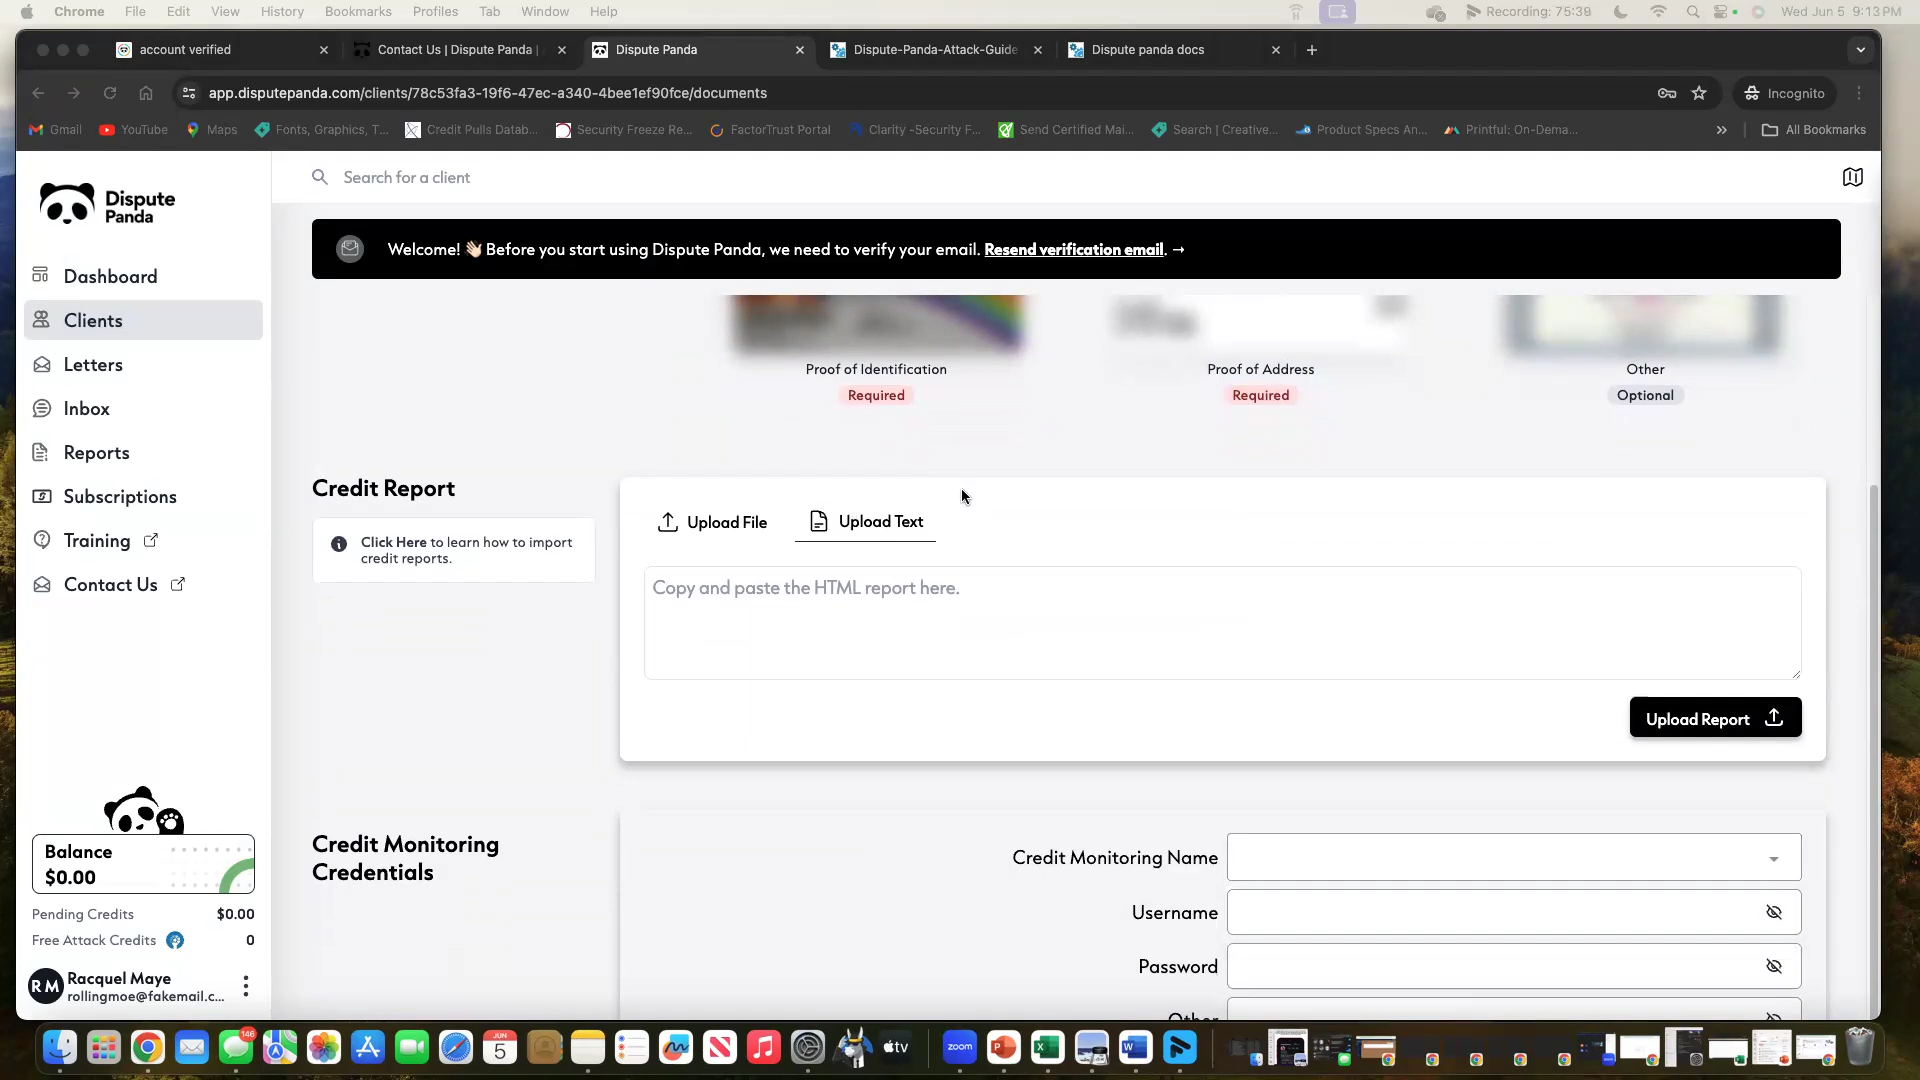 Chrome File Edit View History Bookmarks Profiles Tab Window Help Recording: 75:38 Wed Jun 5 9:13PM
account verified Contact Us | Dispute Panda | Dispute Panda Dispute-Panda-Attack-Guide Dispute panda docs
app.disputepanda.com/clients/78c53fa3-19f6-47ec-a340-4bee1ef90fce/documents Incognito
Gmail YouTube Maps Fonts, Graphics, T... Credit Pulls Datab... Security Freeze Re... FactorTrust Portal Clarity -Security F... Send Certified Mai... Search | Creative... Product Specs An... Printful: On-Dema... » All Bookmarks
Dispute
Panda
Search for a client
Welcome! 👋🏻 Before you start using Dispute Panda, we need to verify your email. Resend verification email. →
Dashboard
Clients
Letters
Inbox
Reports
Subscriptions
Training
Contact Us
Proof of Identification
Required
Proof of Address
Required
Other
Optional
Credit Report
Click Here to learn how to import
credit reports.
Upload File
Upload Text
Copy and paste the HTML report here.
Upload Report
Credit Monitoring
Credentials
Credit Monitoring Name
Username
Password
Other
Balance
$0.00
Pending Credits $0.00
Free Attack Credits 0
RM
Racquel Maye
rollingmoe@fakemail.c...
146
JUN
5
tv
zoom